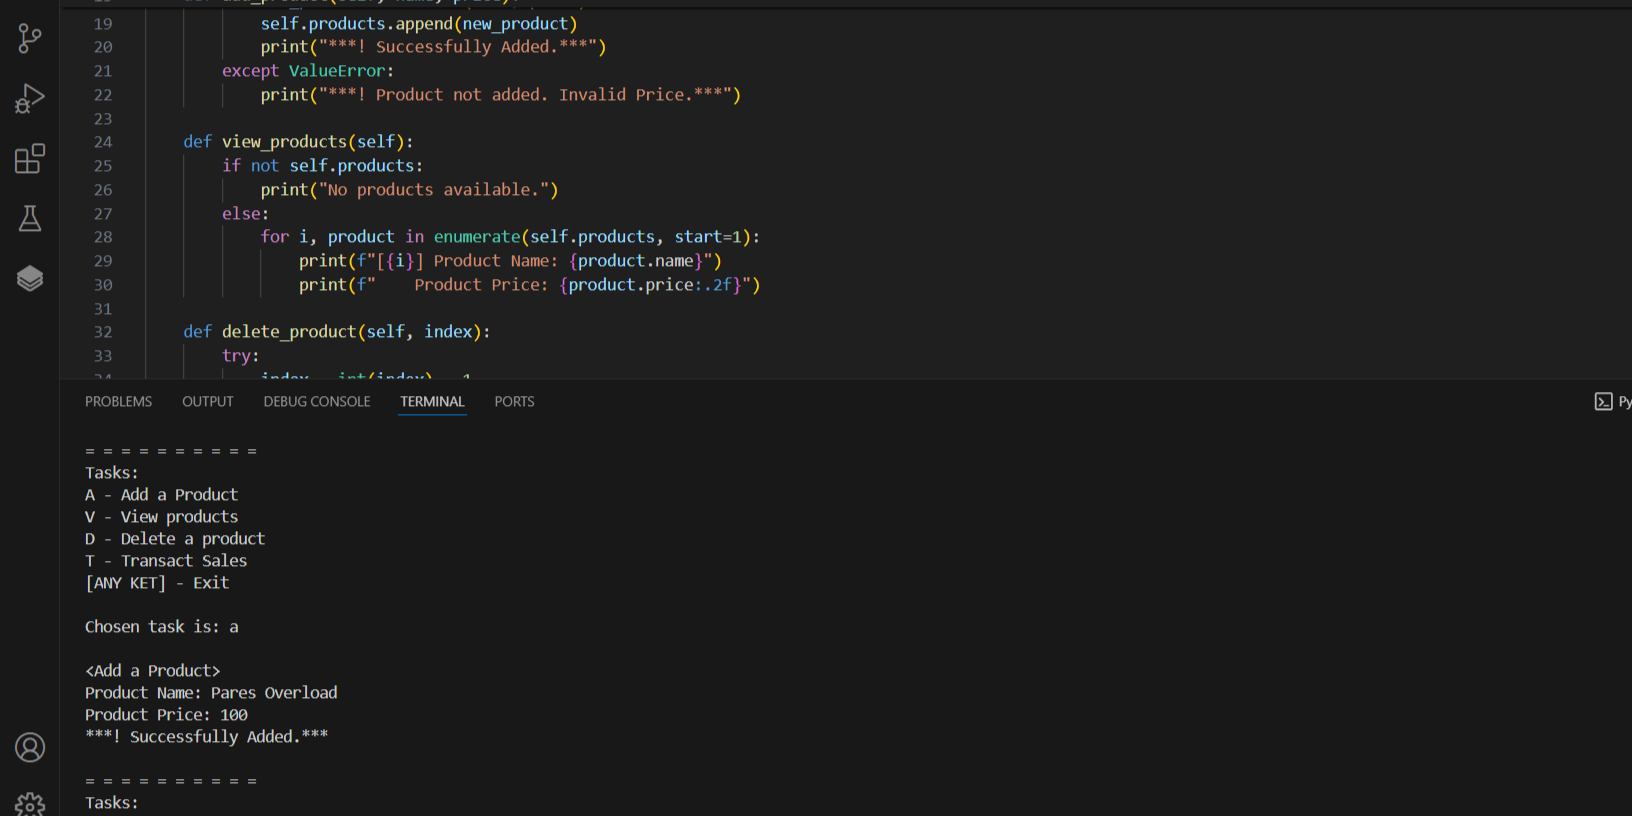 19 self.products.append(new_product)
20 print("***! Successfully Added.***")
21 except ValueError:
22 print("***! Product not added. Invalid Price.***")
23
24 def view_products(self):
25 if not self.products:
26 print("No products available.")
27 else:
28 for i, product in enumerate(self.products, start=1):
29 print(f"[{i}] Product Name: {product.name}")
30 print(f"    Product Price: {product.price:.2f}")
31
32 def delete_product(self, index):
33 try:
PROBLEMS OUTPUT DEBUG CONSOLE TERMINAL PORTS Py
= = = = = = = = = =
Tasks:
A - Add a Product
V - View products
D - Delete a product
T - Transact Sales
[ANY KET] - Exit
Chosen task is: a
<Add a Product>
Product Name: Pares Overload
Product Price: 100
***! Successfully Added.***
= = = = = = = = = =
Tasks: